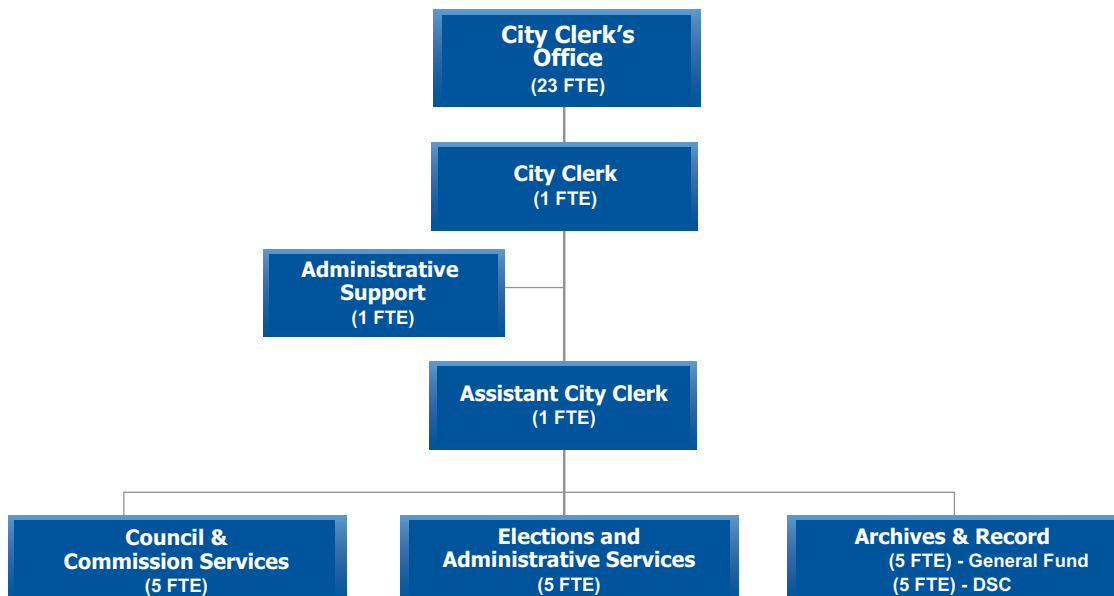 City Clerk's
Office
(23 FTE)
City Clerk
(1 FTE)
Administrative
Support
(1 FTE)
Assistant City Clerk
(1 FTE)
Council &
Commission Services
(5 FTE)
Elections and
Administrative Services
(5 FTE)
Archives & Record
(5 FTE) - General Fund
(5 FTE) - DSC